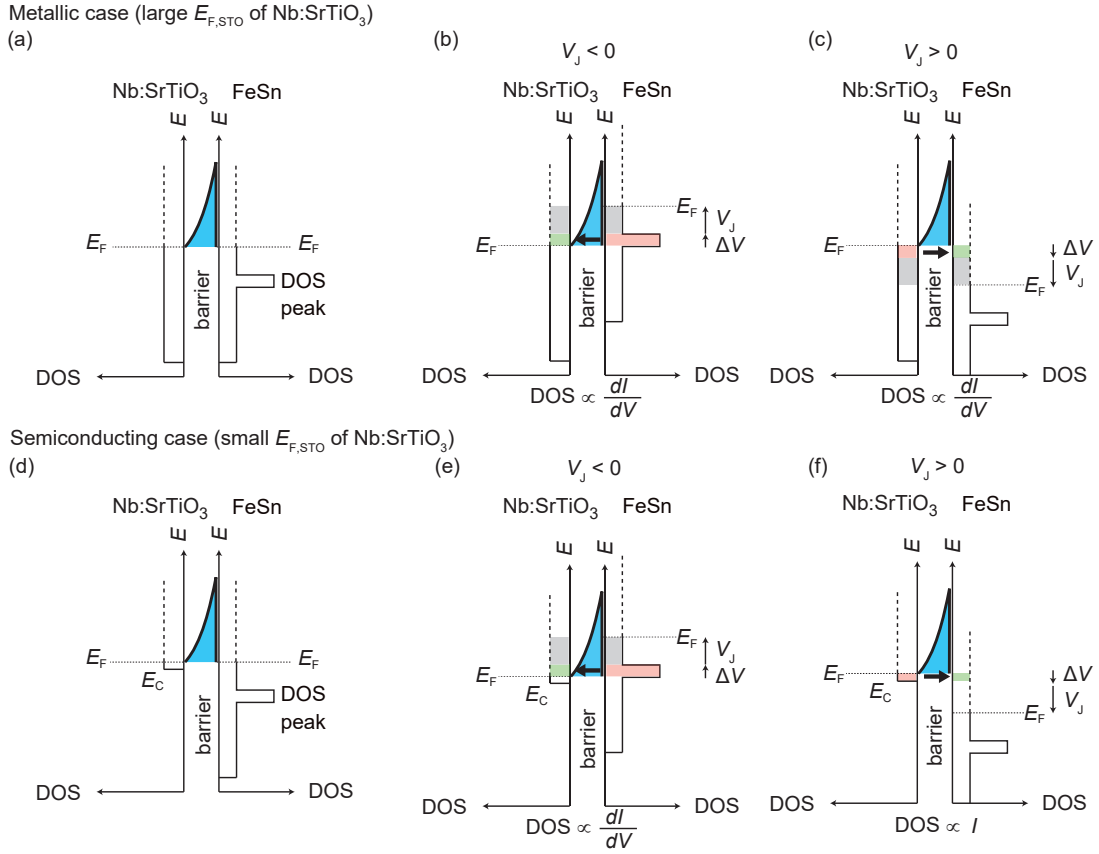 Metallic case (large E_F,STO of Nb:SrTiO3)
(a)
Nb:SrTiO3 FeSn
E E
E_F E_F
barrier
DOS
peak
DOS DOS
(b)
V_J < 0
Nb:SrTiO3 FeSn
E E
E_F
V_J
E_F
ΔV
barrier
DOS DOS
DOS ∝ dI
dV
(c)
V_J > 0
Nb:SrTiO3 FeSn
E E
E_F
ΔV
V_J
E_F
barrier
DOS DOS
DOS ∝ dI
dV
Semiconducting case (small E_F,STO of Nb:SrTiO3)
(d)
Nb:SrTiO3 FeSn
E E
E_F E_F
E_C
barrier
DOS
peak
DOS DOS
(e)
V_J < 0
Nb:SrTiO3 FeSn
E E
E_F
V_J
E_F
ΔV
E_C
barrier
DOS DOS
DOS ∝ dI
dV
(f)
V_J > 0
Nb:SrTiO3 FeSn
E E
E_F
ΔV
E_C
V_J
E_F
barrier
DOS DOS
DOS ∝ I